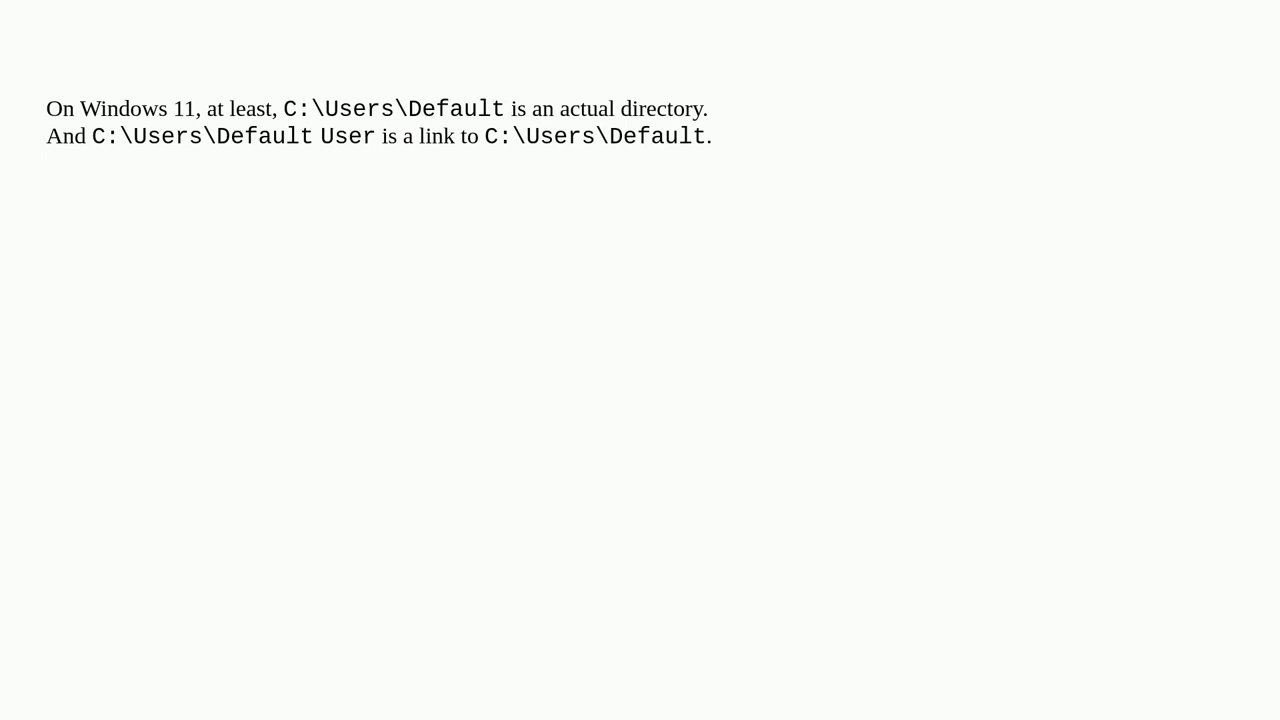 On Windows 11, at least, C:\Users\Default is an actual directory.
And C:\Users\Default User is a link to C:\Users\Default.